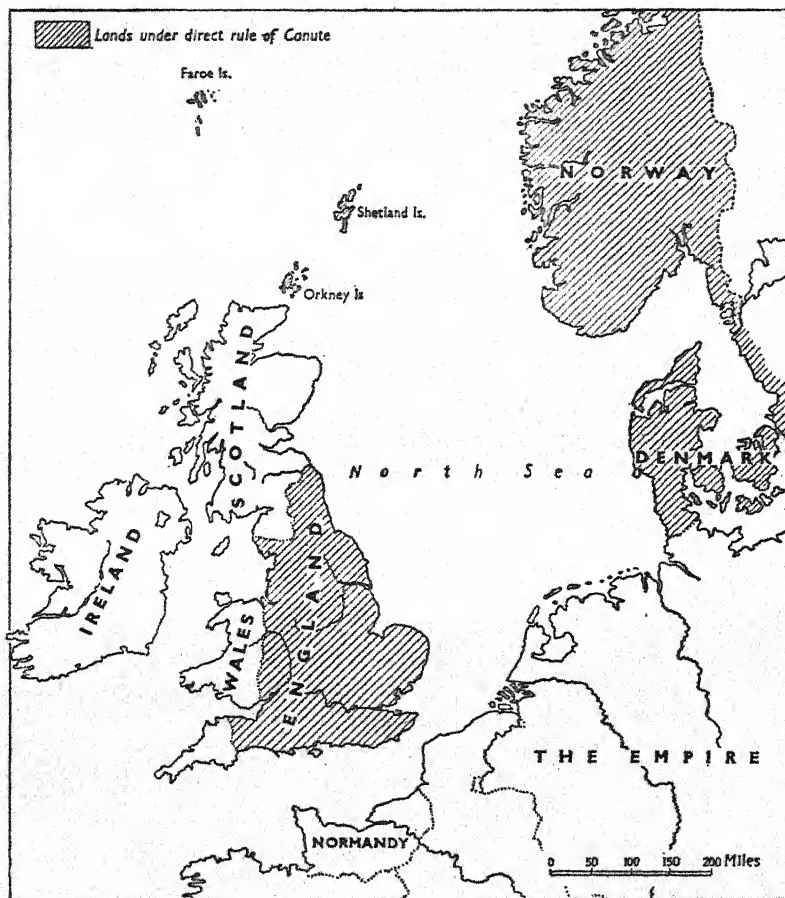 Lands under direct rule of Canute
Faroe Is.
NORWAY
Shetland Is.
Orkney Is
SCOTLAND
North Sea
DENMARK
IRELAND
ENGLAND
WALES
THE EMPIRE
NORMANDY
0 50 100 150 200 Miles